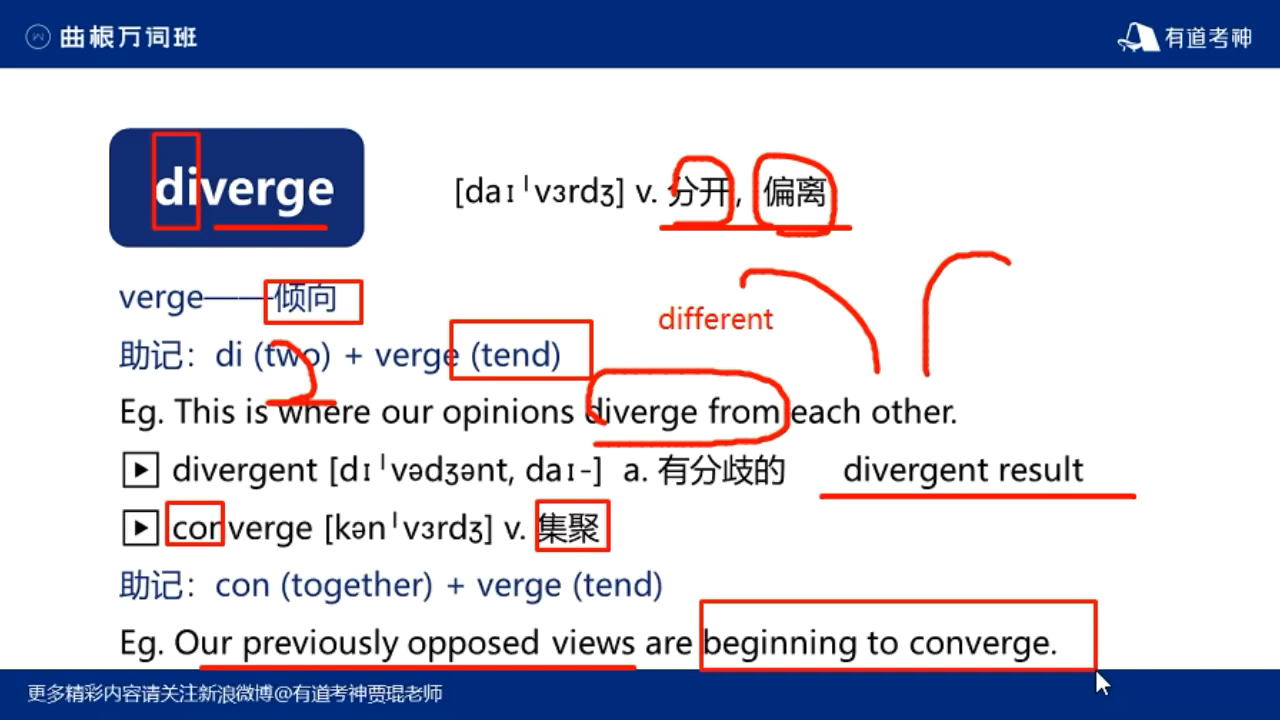 曲根万词班
有道考神
diverge
[daɪˈvɜrdʒ] v. 分开, 偏离
verge——倾向
different
助记：di (two) + verge (tend)
2
Eg. This is where our opinions diverge from each other.
divergent [dɪˈvədʒənt, daɪ-] a. 有分歧的 divergent result
converge [kənˈvɜrdʒ] v. 集聚
助记：con (together) + verge (tend)
Eg. Our previously opposed views are beginning to converge.
更多精彩内容请关注新浪微博@有道考神贾琨老师